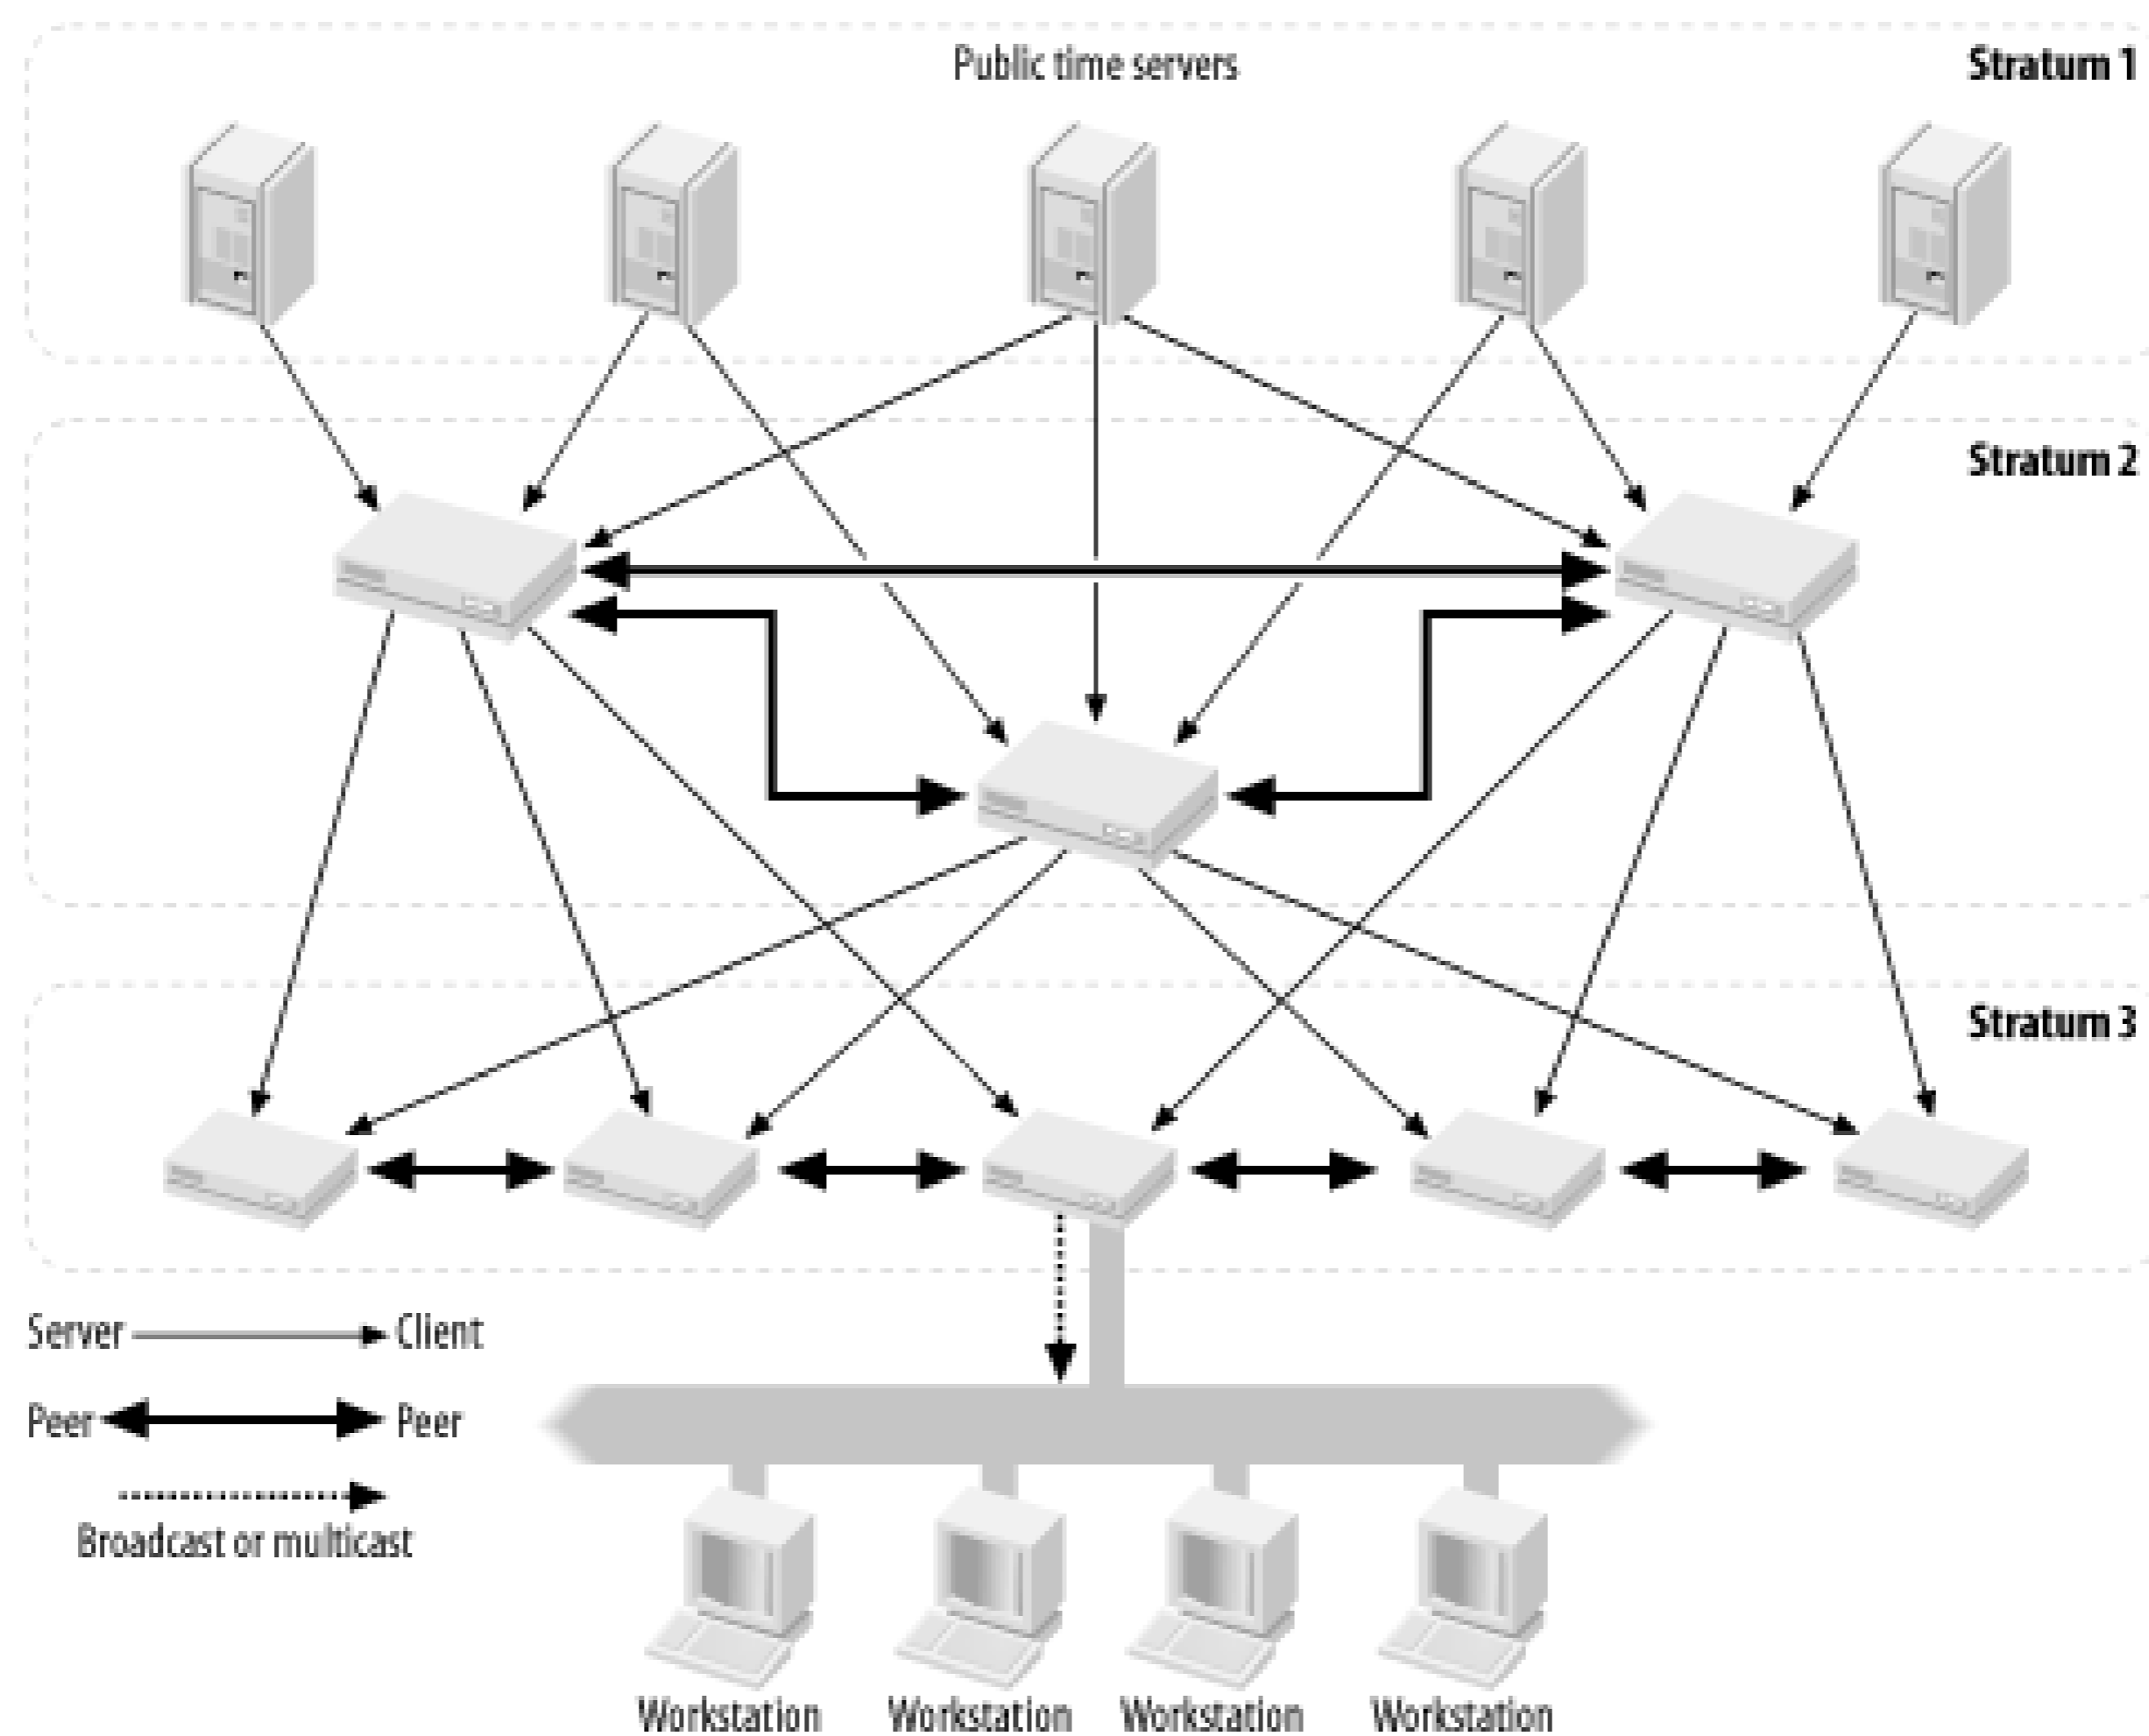 Public time servers
Stratum 1
Stratum 2
Stratum 3
Server
Client
Peer
Peer
Broadcast or multicast
Workstation
Workstation
Workstation
Workstation